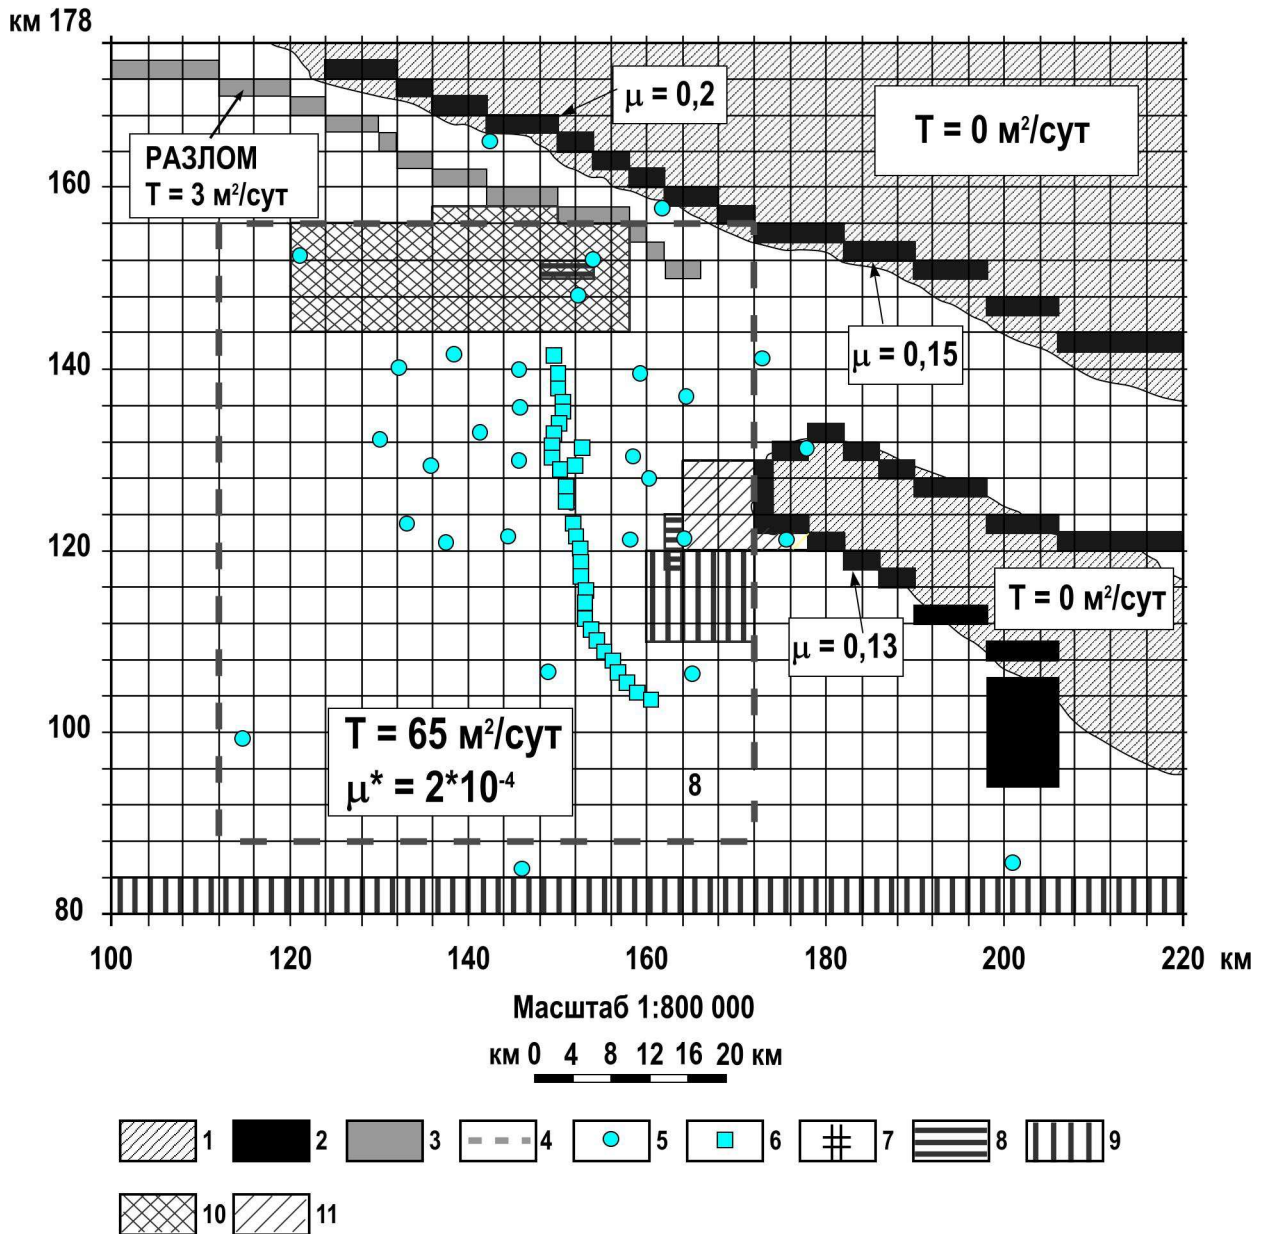 км 178
μ = 0,2
T = 0 м²/сут
РАЗЛОМ
T = 3 м²/сут
160
μ = 0,15
140
120
T = 0 м²/сут
μ = 0,13
100
T = 65 м²/сут
μ* = 2*10⁻⁴
8
80
100 120 140 160 180 200 220 км
Масштаб 1:800 000
км 0 4 8 12 16 20 км
1 2 3 4 5 6 7 8 9
10 11